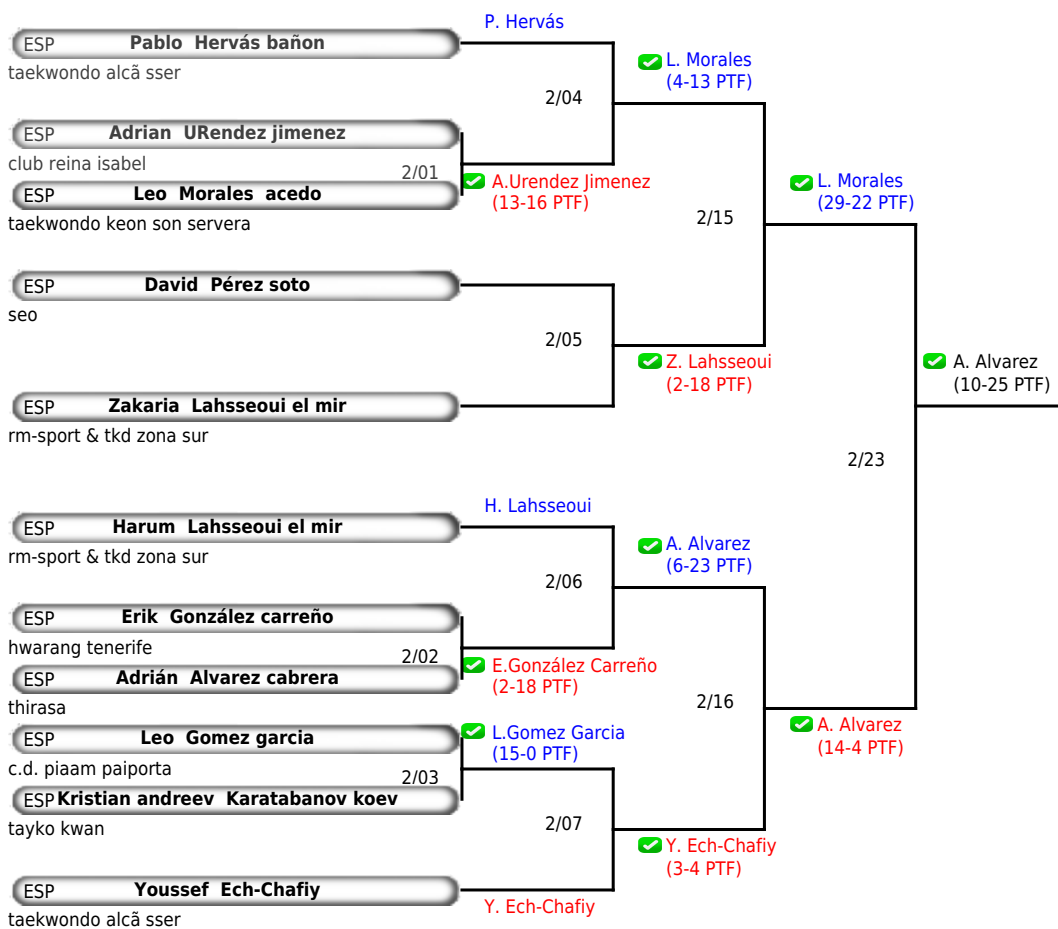 P. Hervás
ESP Pablo Hervás bañon
taekwondo alcã sser
L. Morales
(4-13 PTF)
2/04
ESP Adrian URendez jimenez
club reina isabel
2/01
A.Urendez Jimenez
(13-16 PTF)
ESP Leo Morales acedo
taekwondo keon son servera
L. Morales
(29-22 PTF)
2/15
ESP David Pérez soto
seo
2/05
Z. Lahsseoui
(2-18 PTF)
A. Alvarez
(10-25 PTF)
ESP Zakaria Lahsseoui el mir
rm-sport & tkd zona sur
2/23
H. Lahsseoui
ESP Harum Lahsseoui el mir
rm-sport & tkd zona sur
A. Alvarez
(6-23 PTF)
2/06
ESP Erik González carreño
hwarang tenerife
2/02
E.González Carreño
(2-18 PTF)
ESP Adrián Alvarez cabrera
thirasa
2/16
A. Alvarez
(14-4 PTF)
ESP Leo Gomez garcia
c.d. piaam paiporta
L.Gomez Garcia
(15-0 PTF)
2/03
ESP Kristian andreev Karatabanov koev
tayko kwan
2/07
Y. Ech-Chafiy
(3-4 PTF)
ESP Youssef Ech-Chafiy
taekwondo alcã sser
Y. Ech-Chafiy